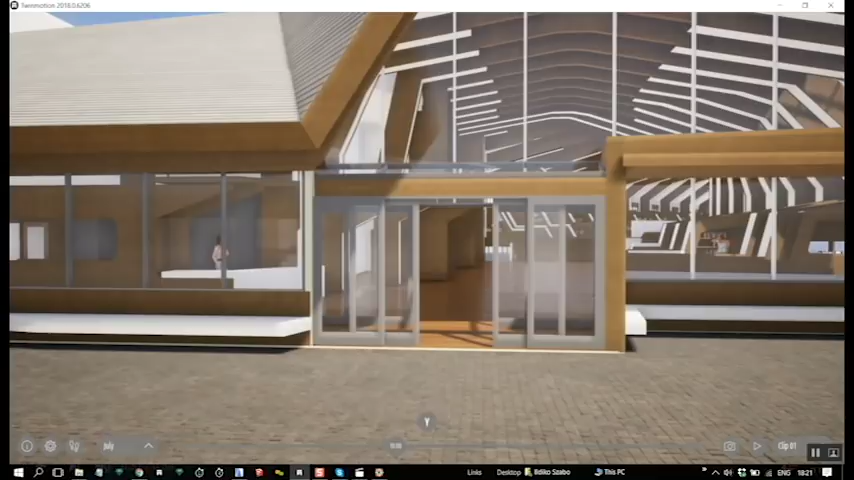 Twinmotion 2018.0.6206
Clip 01
Links
Desktop
Ildiko Szabo
This PC
ENG
18:21